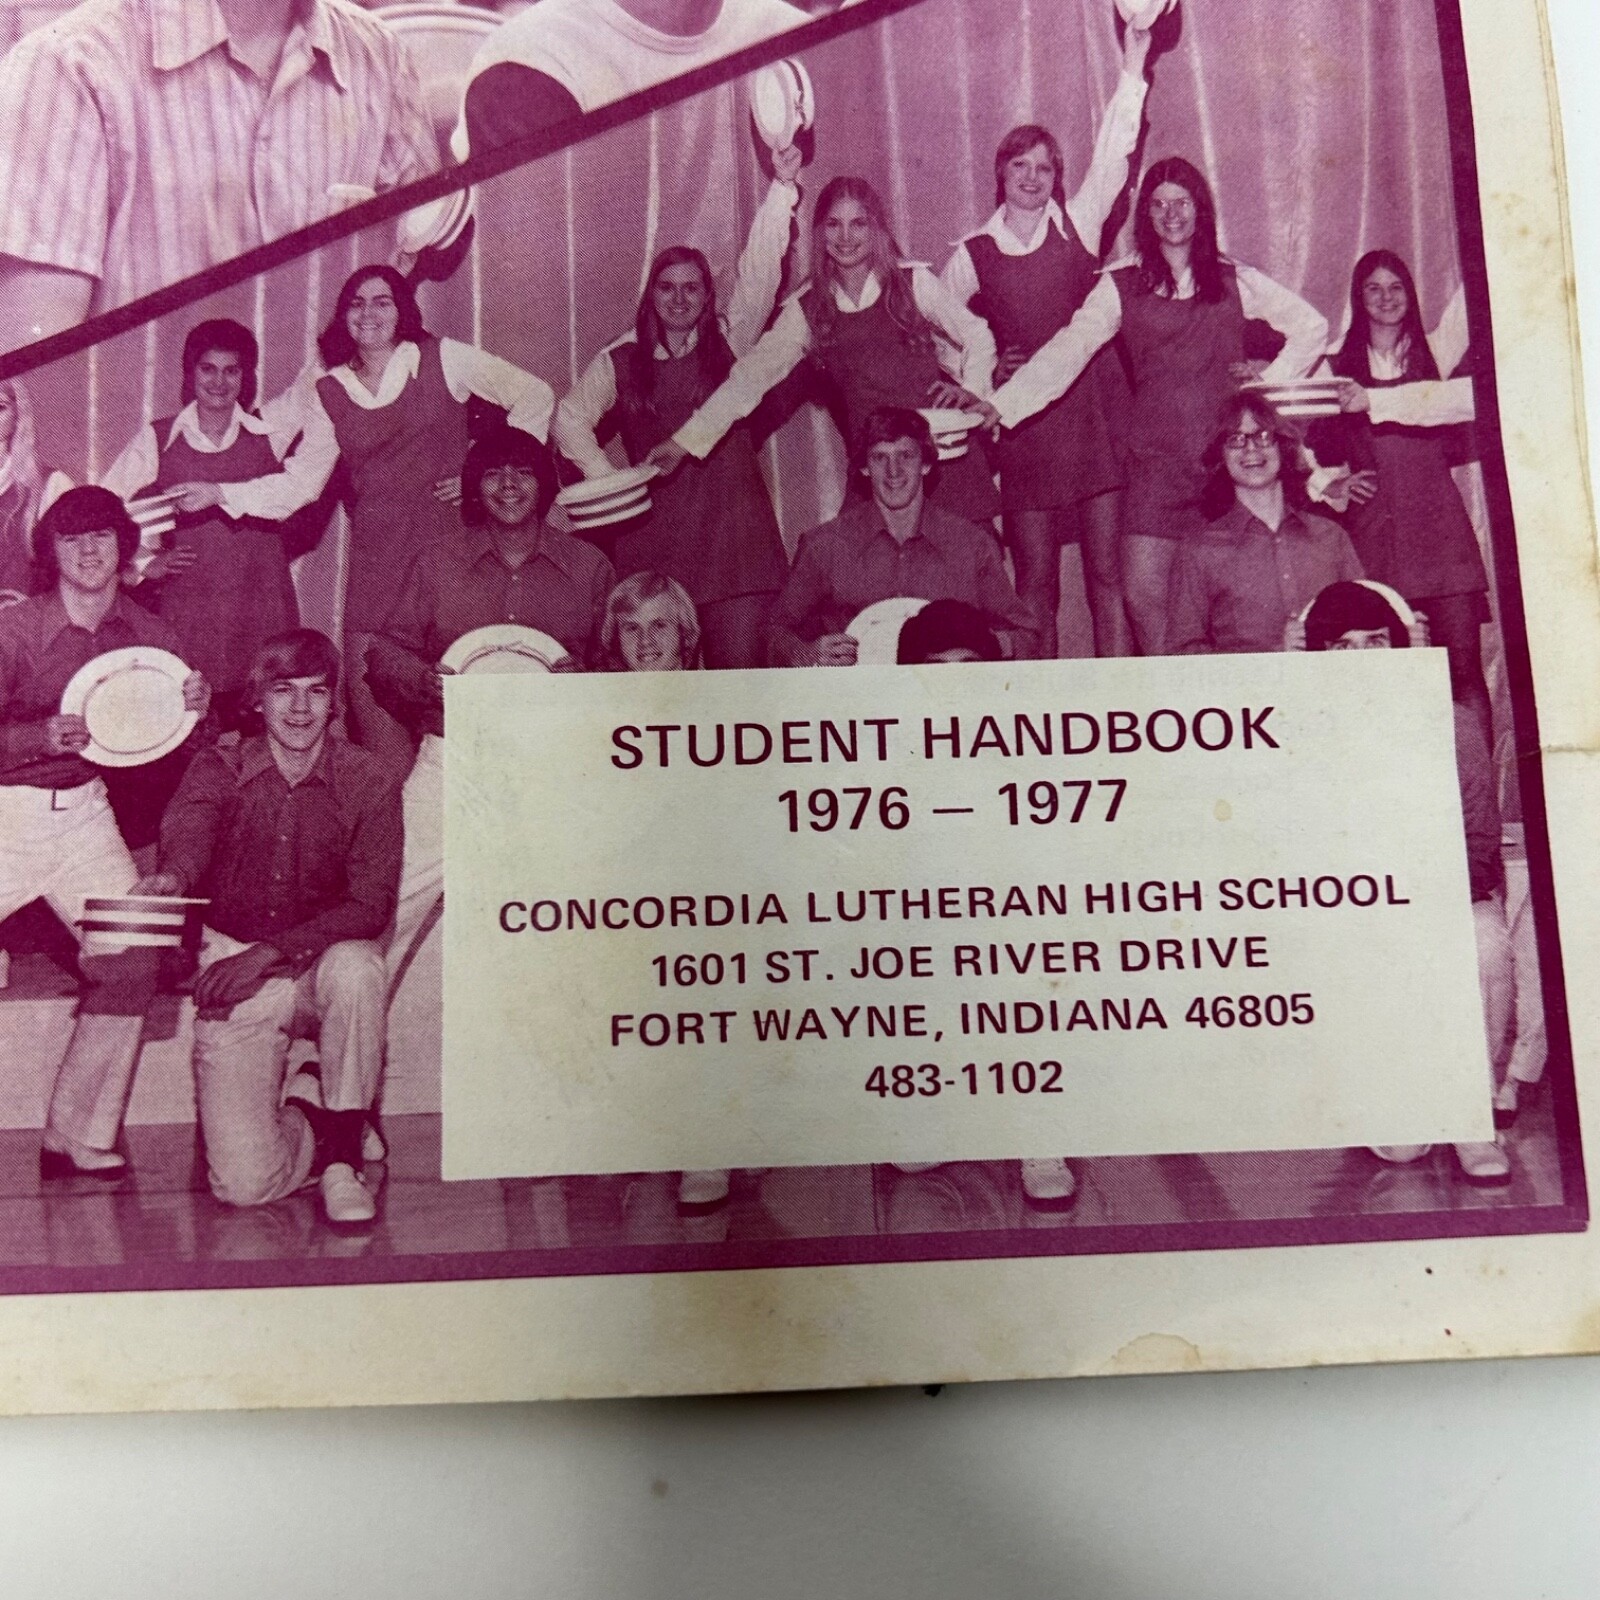 STUDENT HANDBOOK
1976 – 1977
CONCORDIA LUTHERAN HIGH SCHOOL
1601 ST. JOE RIVER DRIVE
FORT WAYNE, INDIANA 46805
483-1102